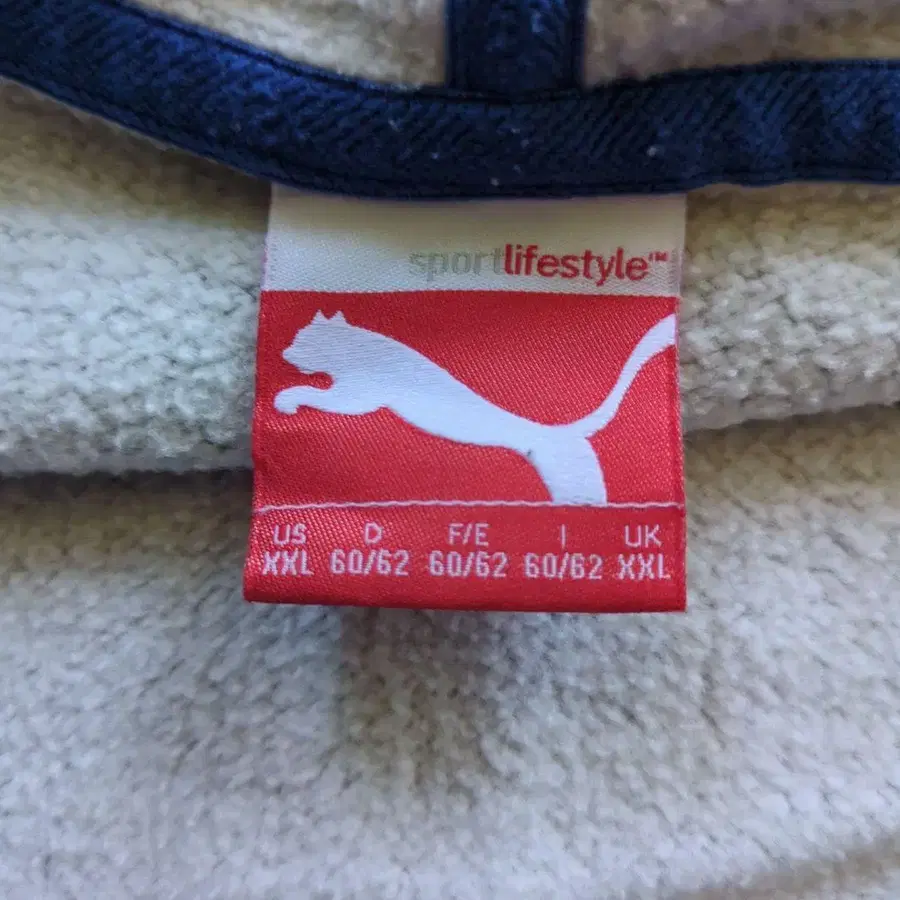 sportlifestyle™
US D F/E I UK
XXL 60/62 60/62 60/62 XXL